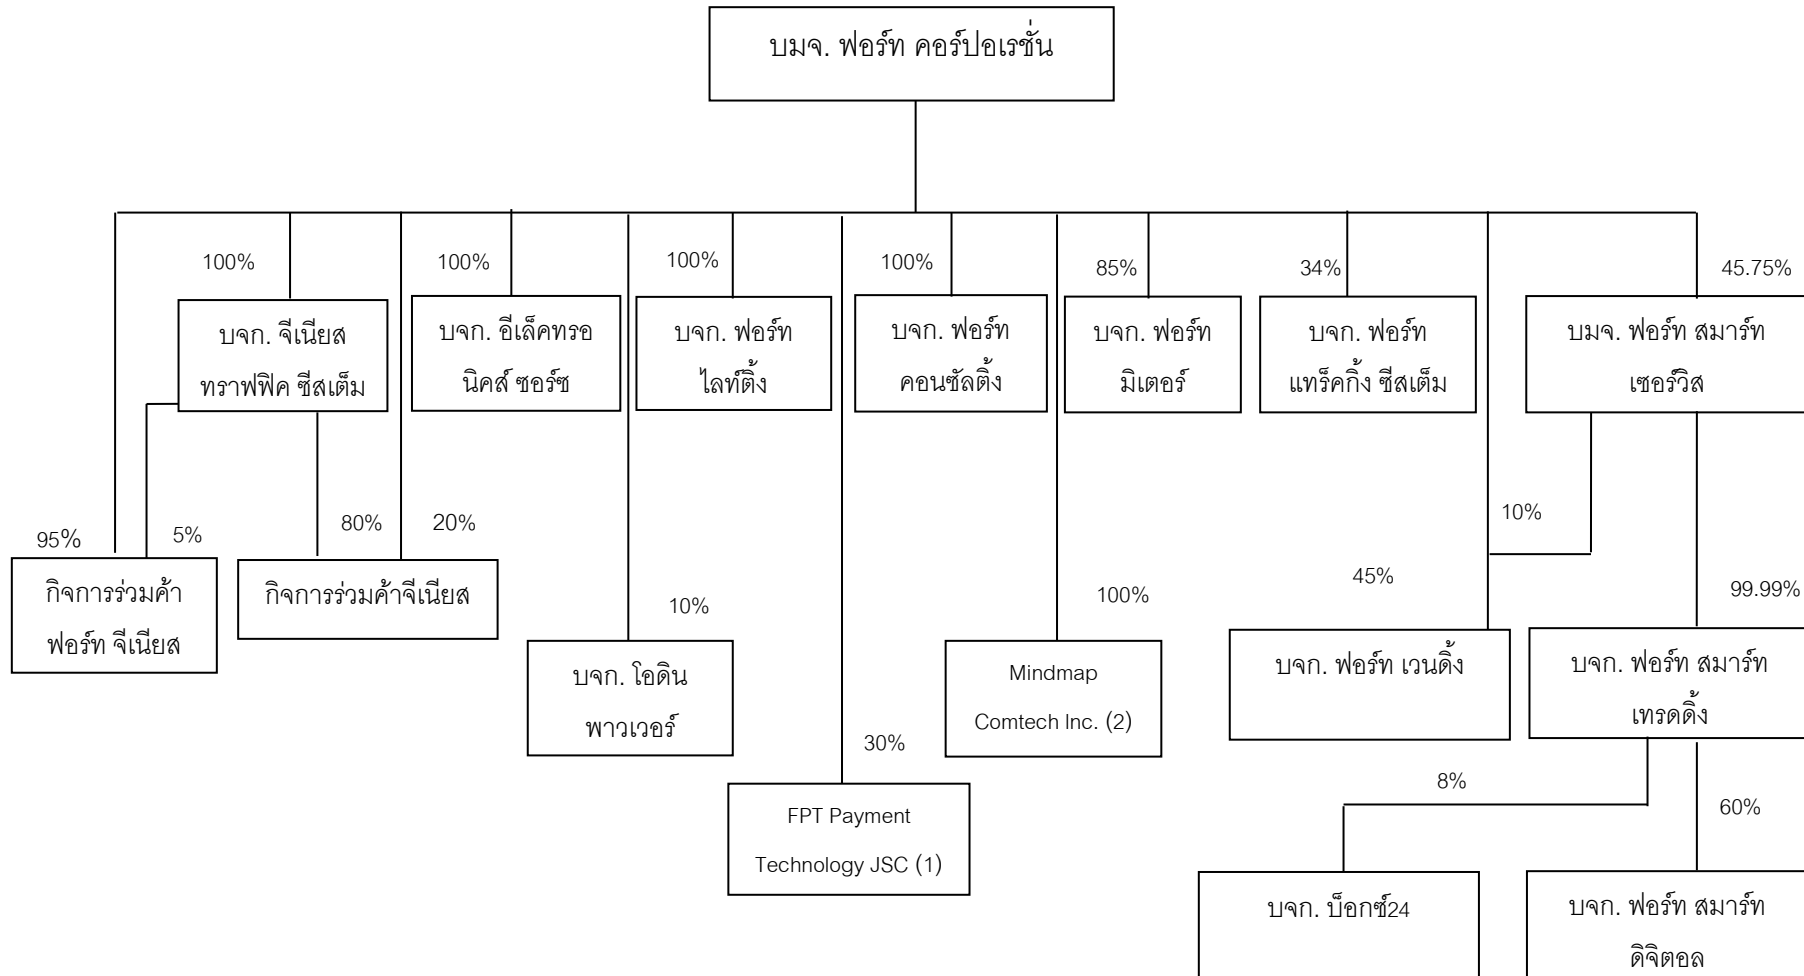 บมจ. ฟอร์ท คอร์ปอเรชั่น
100%
100%
100%
100%
85%
34%
45.75%
บจก. จีเนียส
ทราฟฟิค ซีสเต็ม
บจก. อีเล็คทรอ
นิคส์ ซอร์ซ
บจก. ฟอร์ท
ไลท์ติ้ง
บจก. ฟอร์ท
คอนซัลติ้ง
บจก. ฟอร์ท
มิเตอร์
บจก. ฟอร์ท
แทร็คกิ้ง ซีสเต็ม
บมจ. ฟอร์ท สมาร์ท
เซอร์วิส
95%
5%
80%
20%
10%
กิจการร่วมค้า
ฟอร์ท จีเนียส
กิจการร่วมค้าจีเนียส
10%
100%
45%
99.99%
บจก. โอดิน
พาวเวอร์
Mindmap
Comtech Inc. (2)
บจก. ฟอร์ท เวนดิ้ง
บจก. ฟอร์ท สมาร์ท
เทรดดิ้ง
30%
8%
60%
FPT Payment
Technology JSC (1)
บจก. บ็อกซ์24
บจก. ฟอร์ท สมาร์ท
ดิจิตอล